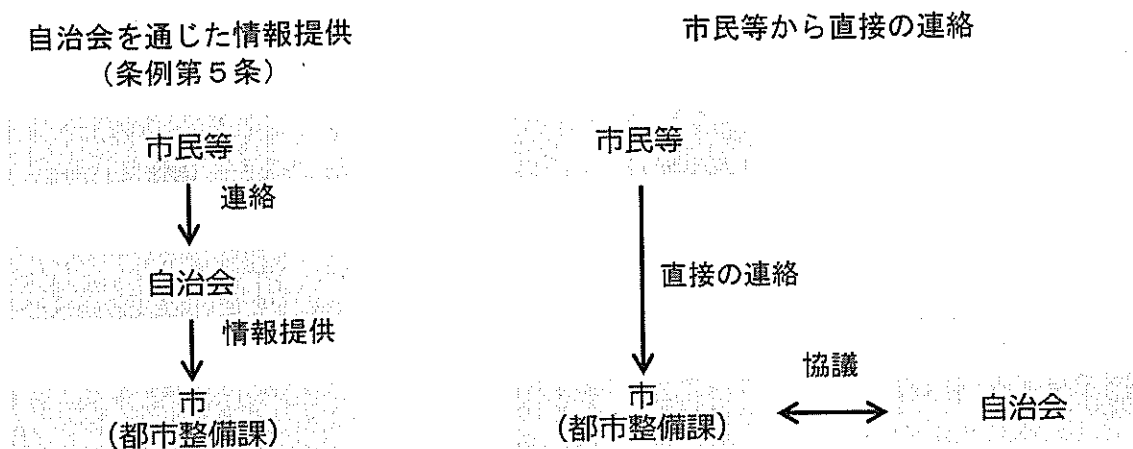 自治会を通じた情報提供
（条例第５条）
市民等
連絡
自治会
情報提供
市
(都市整備課)
市民等から直接の連絡
市民等
直接の連絡
市
(都市整備課)
協議
自治会